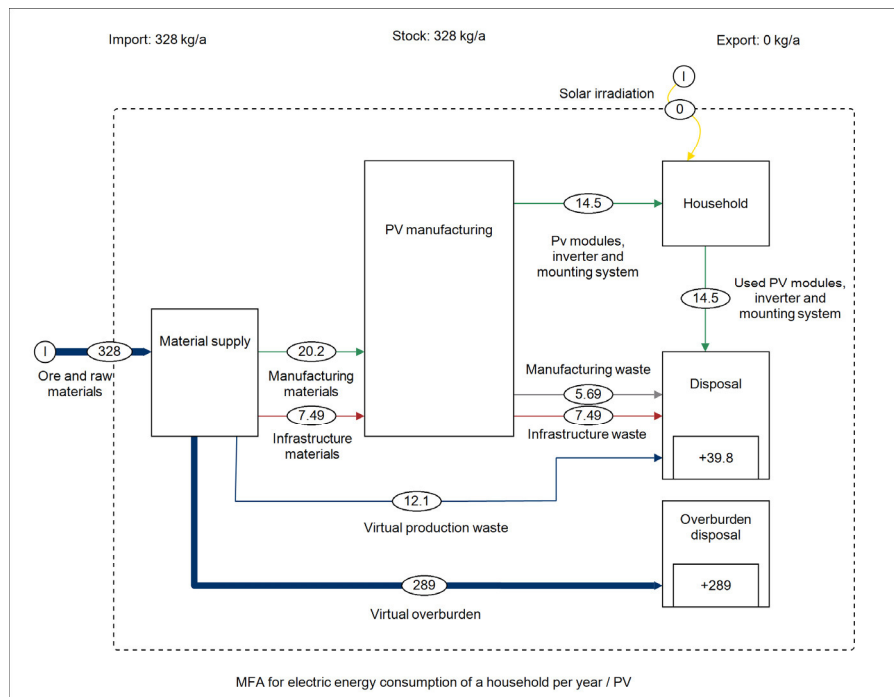 Import: 328 kg/a
Stock: 328 kg/a
Export: 0 kg/a
I
Solar irradiation
0
PV manufacturing
14.5
Household
Pv modules,
inverter and
mounting system
14.5
Used PV modules,
inverter and
mounting system
Material supply
I
328
Ore and raw
materials
20.2
Manufacturing
materials
7.49
Infrastructure
materials
Manufacturing waste
5.69
7.49
Infrastructure waste
Disposal
+39.8
12.1
Virtual production waste
Overburden
disposal
+289
289
Virtual overburden
MFA for electric energy consumption of a household per year / PV